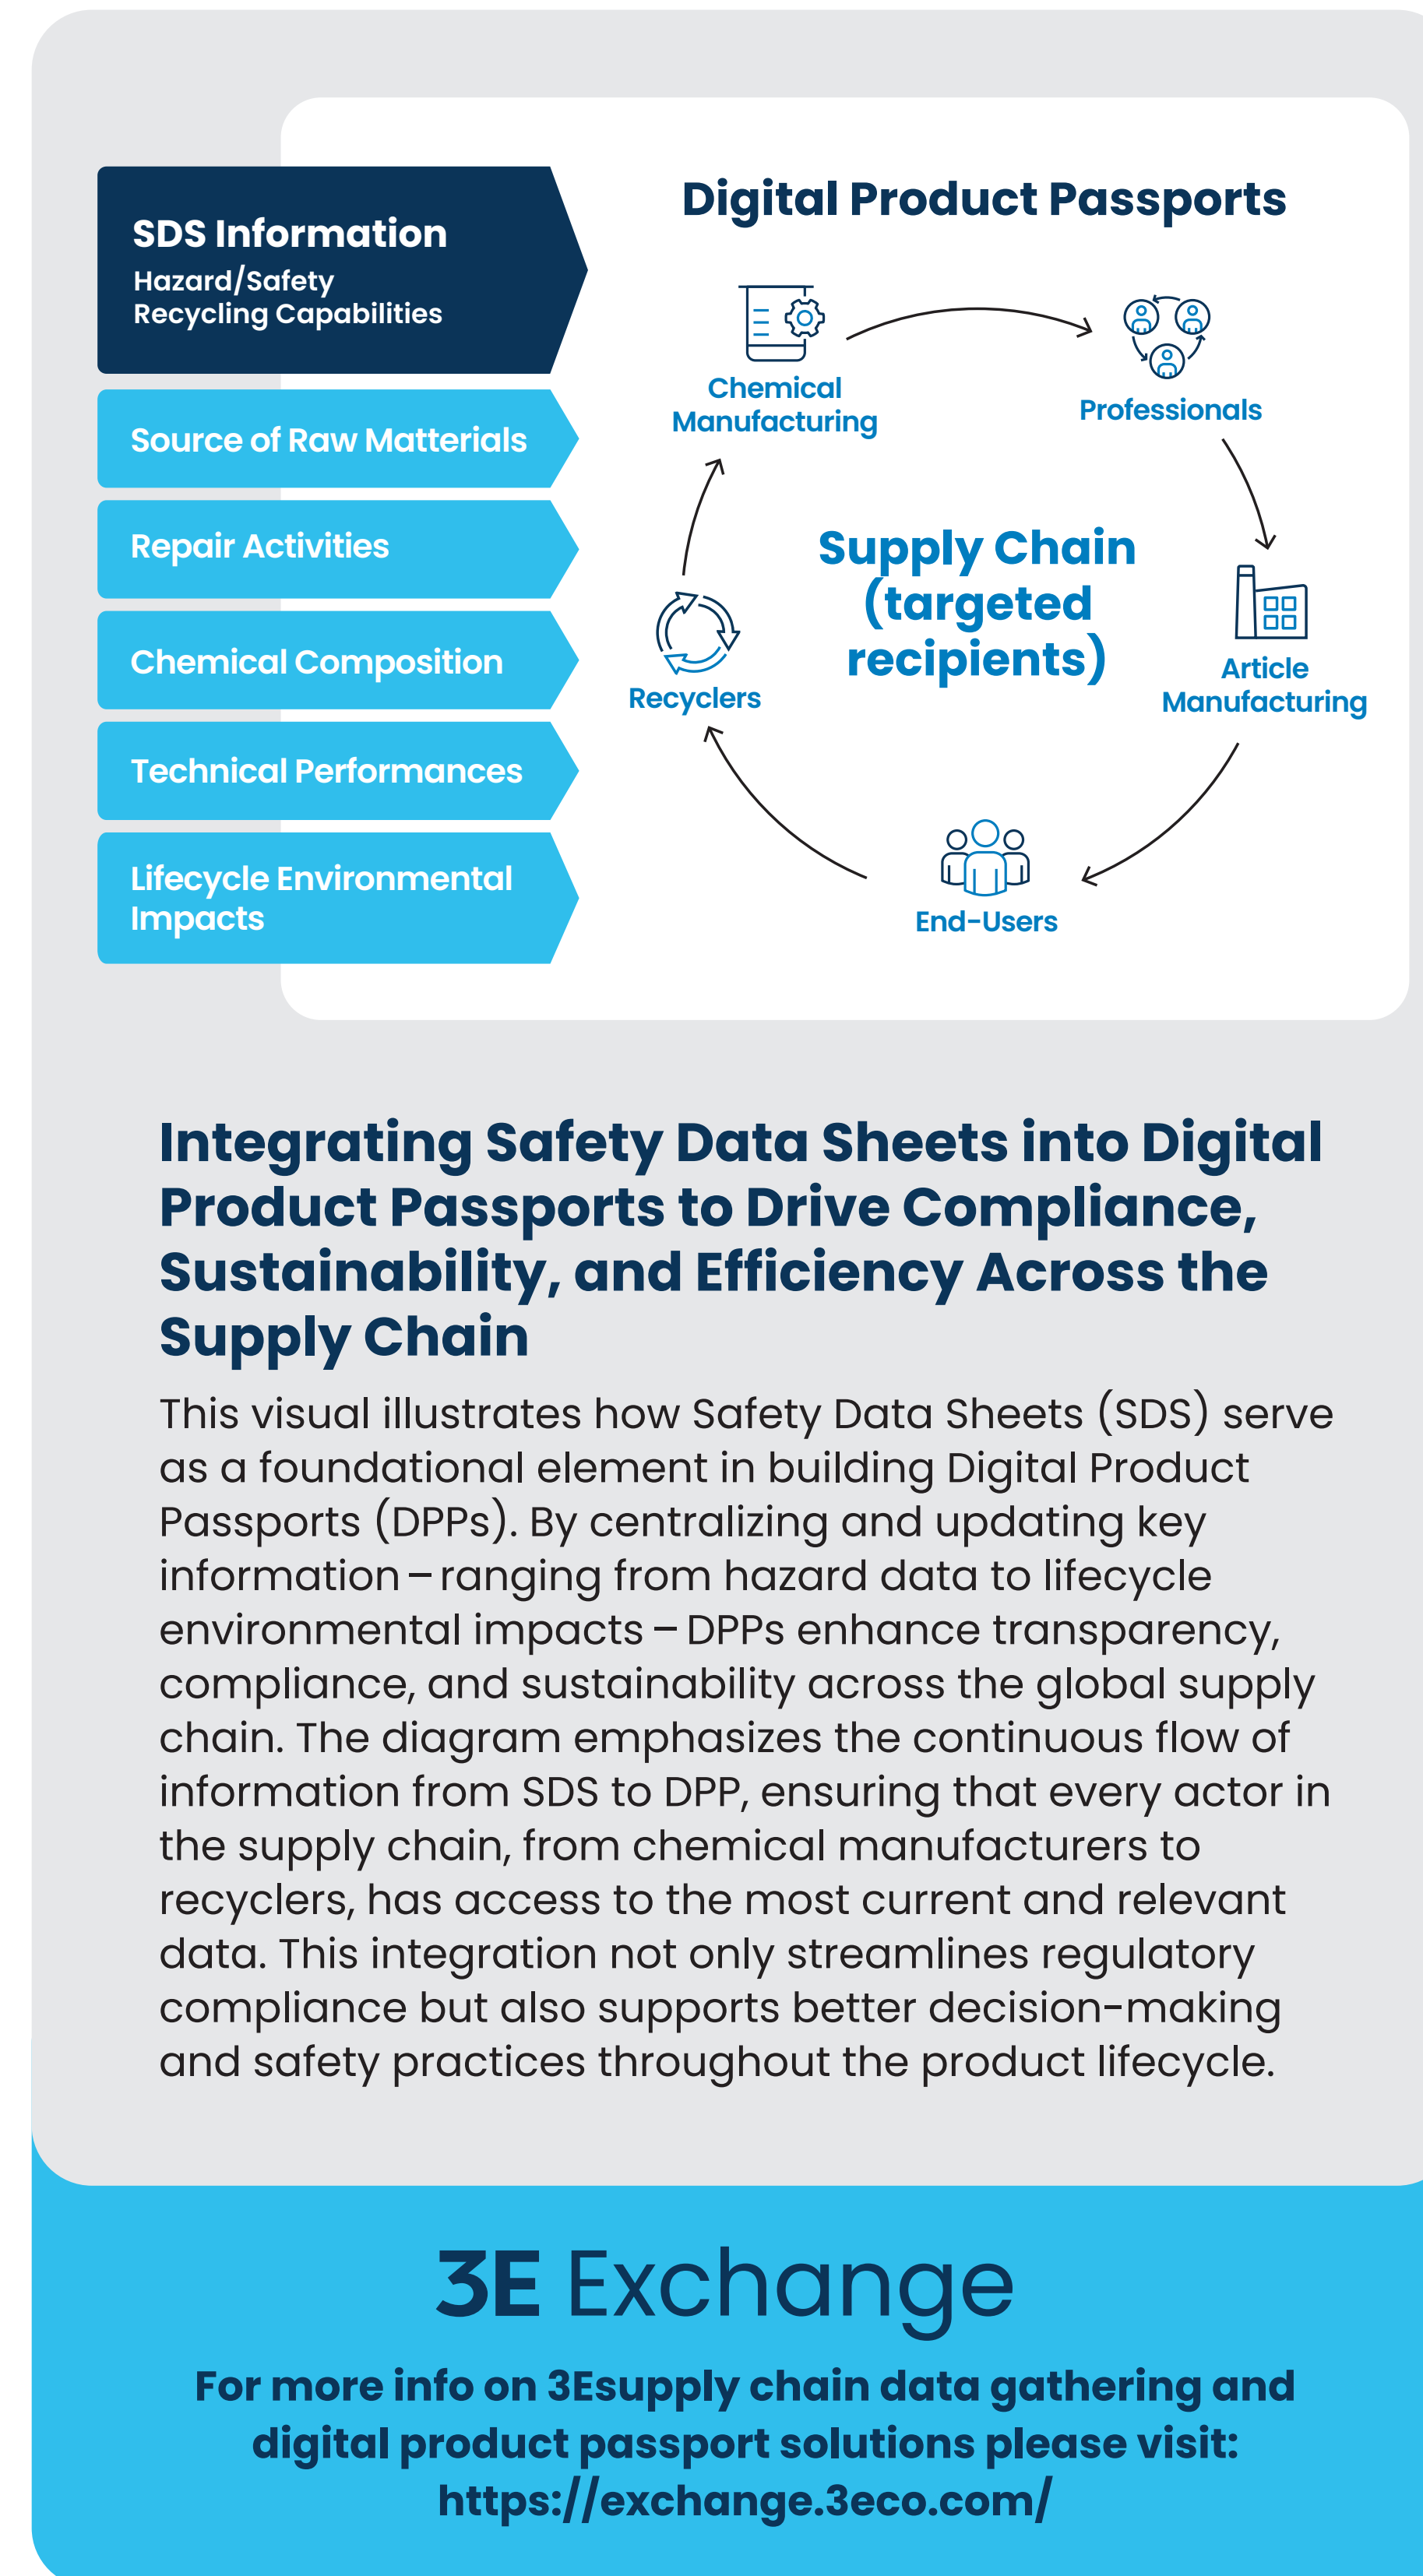 SDS Information
Hazard/Safety
Recycling Capabilities
Source of Raw Matterials
Repair Activities
Chemical Composition
Technical Performances
Lifecycle Environmental
Impacts
Digital Product Passports
Chemical
Manufacturing
Professionals
Supply Chain
(targeted
recipients)
Article
Manufacturing
Recyclers
End-Users
Integrating Safety Data Sheets into Digital
Product Passports to Drive Compliance,
Sustainability, and Efficiency Across the
Supply Chain
This visual illustrates how Safety Data Sheets (SDS) serve
as a foundational element in building Digital Product
Passports (DPPs). By centralizing and updating key
information – ranging from hazard data to lifecycle
environmental impacts – DPPs enhance transparency,
compliance, and sustainability across the global supply
chain. The diagram emphasizes the continuous flow of
information from SDS to DPP, ensuring that every actor in
the supply chain, from chemical manufacturers to
recyclers, has access to the most current and relevant
data. This integration not only streamlines regulatory
compliance but also supports better decision-making
and safety practices throughout the product lifecycle.
3E Exchange
For more info on 3Esupply chain data gathering and
digital product passport solutions please visit:
https://exchange.3eco.com/